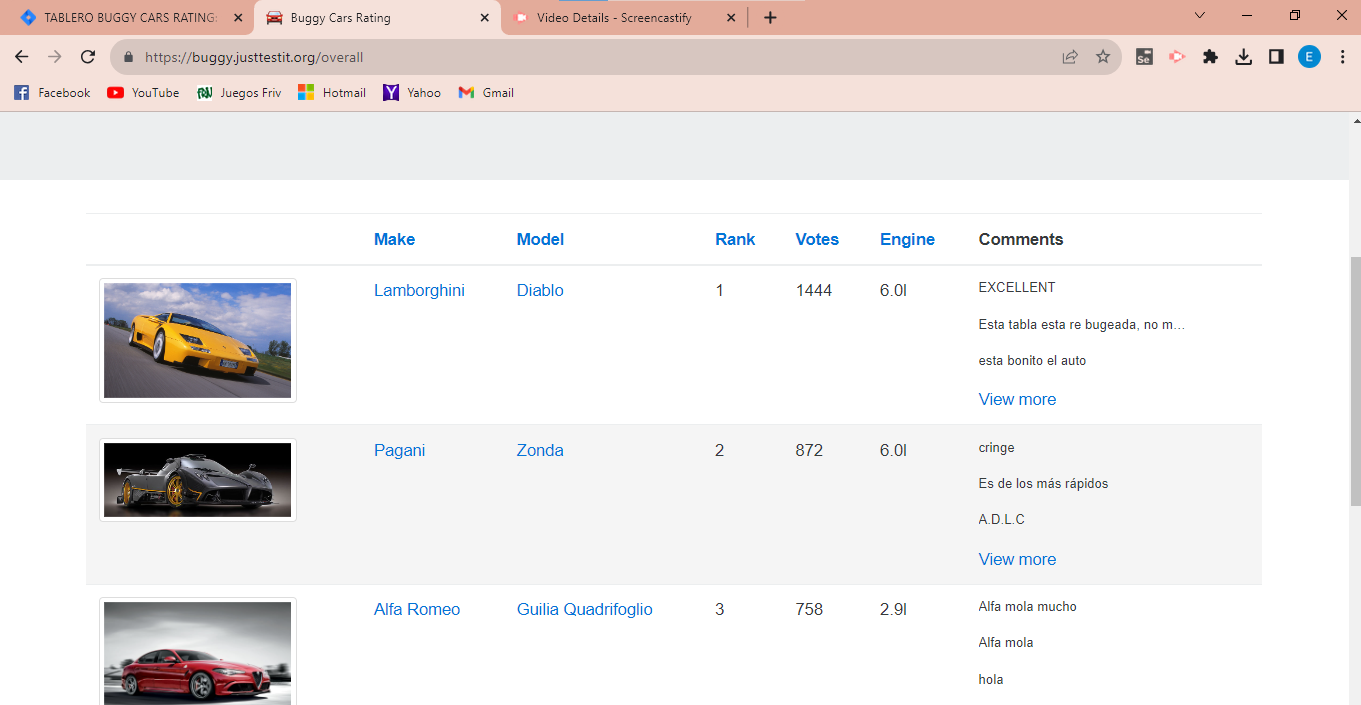 TABLERO BUGGY CARS RATING:
Buggy Cars Rating
Video Details - Screencastify
https://buggy.justtestit.org/overall
Se
E
Facebook
YouTube
Juegos Friv
Hotmail
Yahoo
Gmail
Make Model Rank Votes Engine Comments
Lamborghini Diablo 1 1444 6.0l EXCELLENT
Esta tabla esta re bugeada, no m...
esta bonito el auto
View more
Pagani Zonda 2 872 6.0l cringe
Es de los más rápidos
A.D.L.C
View more
Alfa Romeo Guilia Quadrifoglio 3 758 2.9l Alfa mola mucho
Alfa mola
hola